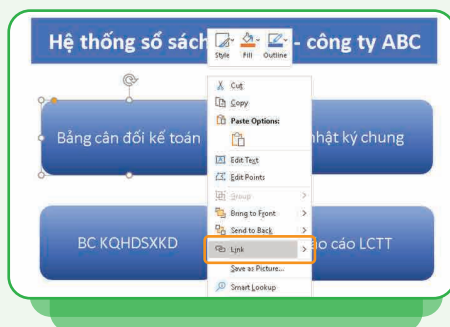 Hệ thống sổ sách - công ty ABC
Style Fill Outline
Bảng cân đối kế toán
nhật ký chung
BC KQHDSXKD
áo cáo LCTT
Cut
Copy
Paste Options:
Edit Text
Edit Points
Group
Bring to Front
Send to Back
Link
Save as Picture...
Smart Lookup